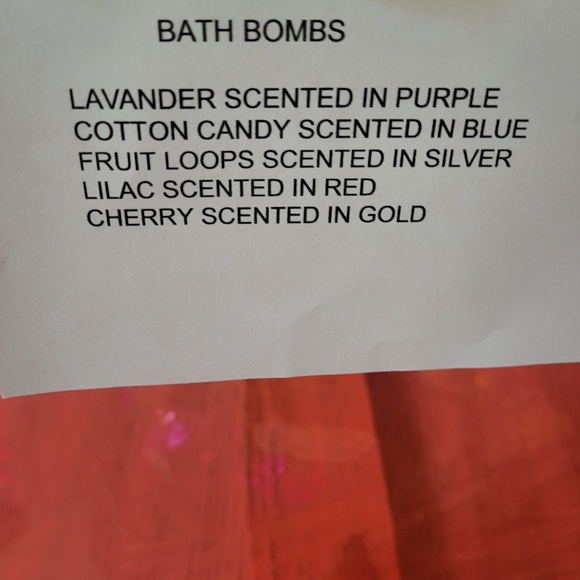 BATH BOMBS
LAVANDER SCENTED IN PURPLE
COTTON CANDY SCENTED IN BLUE
FRUIT LOOPS SCENTED IN SILVER
LILAC SCENTED IN RED
CHERRY SCENTED IN GOLD